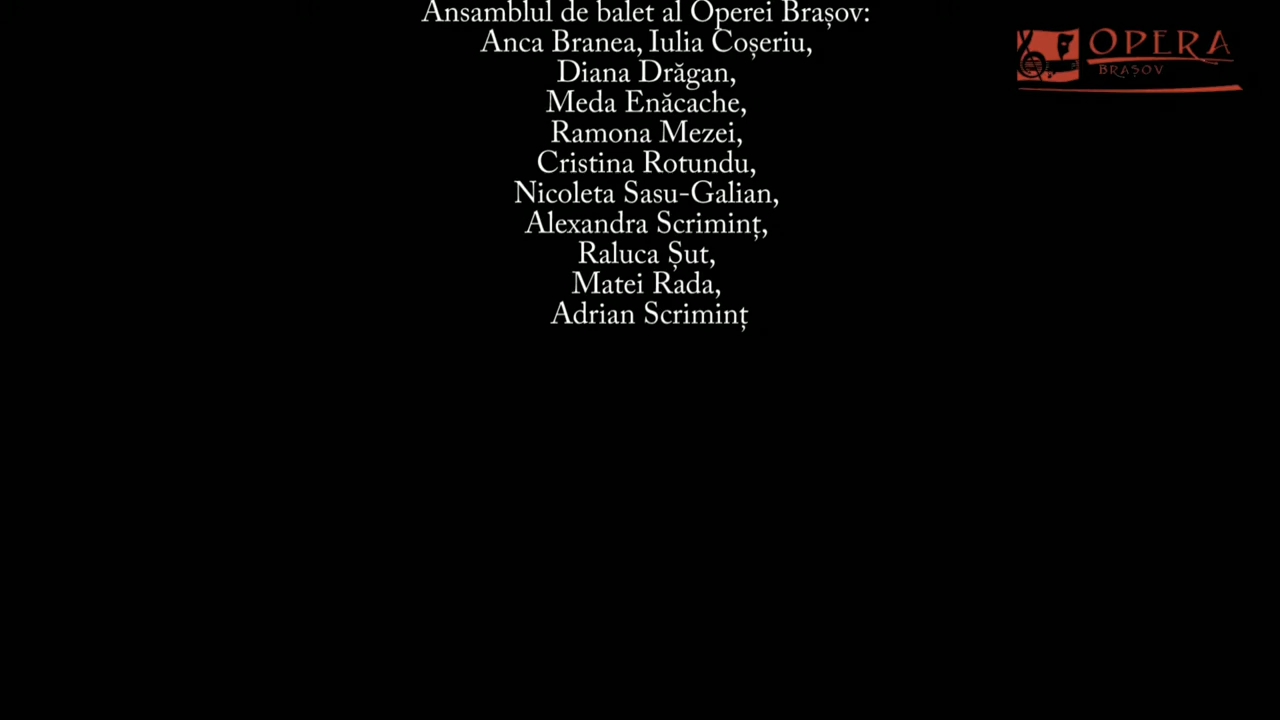 Ansamblul de balet al Operei Brașov:
Anca Branea, Iulia Coșeriu,
Diana Drăgan,
Meda Enăcache,
Ramona Mezei,
Cristina Rotundu,
Nicoleta Sasu-Galian,
Alexandra Scriminț,
Raluca Șut,
Matei Rada,
Adrian Scriminț
OPERA
BRAȘOV